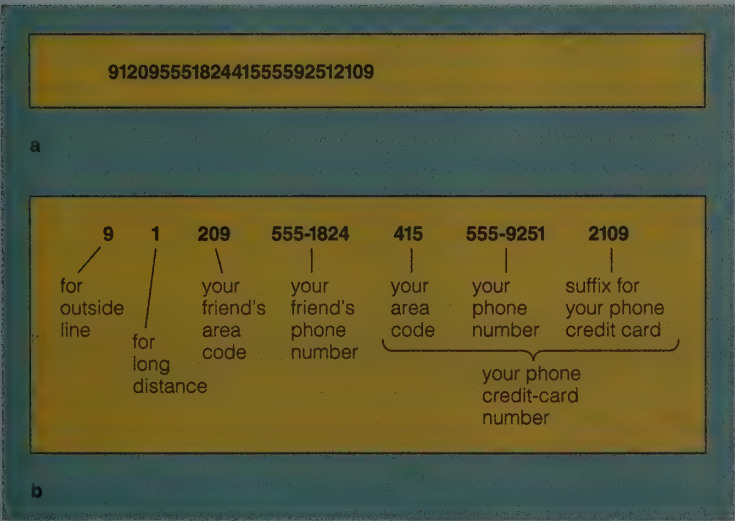 91209555182441555592512109
a
9 1 209 555-1824 415 555-9251 2109
for
outside
line
for
long
distance
your
friend's
area
code
your
friend's
phone
number
your
area
code
your
phone
number
suffix for
your phone
credit card
your phone
credit-card
number
b